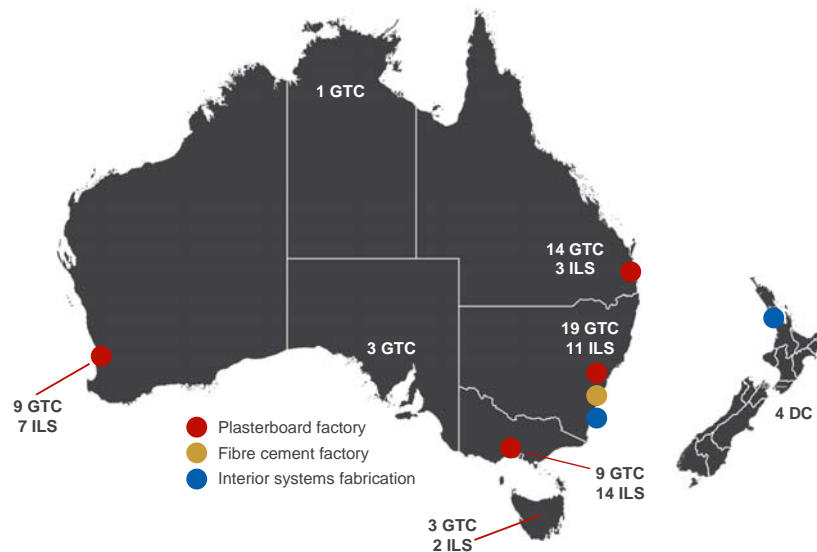 1 GTC
14 GTC
3 ILS
19 GTC
11 ILS
3 GTC
9 GTC
7 ILS
4 DC
Plasterboard factory
Fibre cement factory
Interior systems fabrication
9 GTC
14 ILS
3 GTC
2 ILS